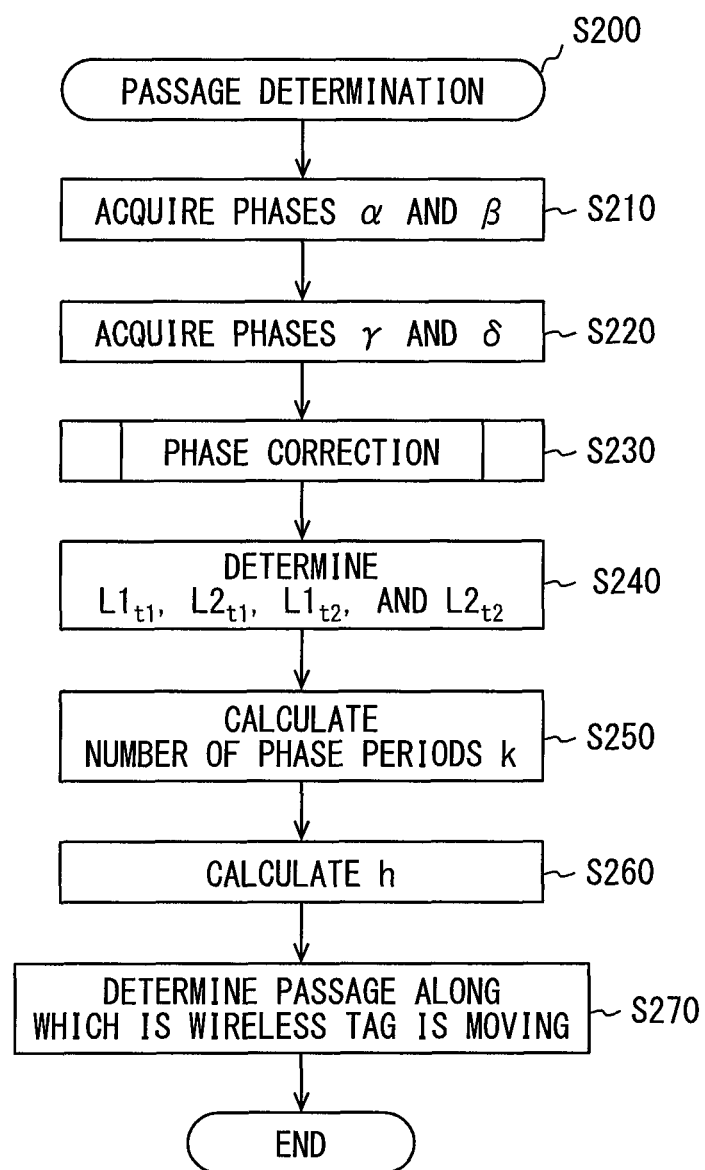 S200
PASSAGE DETERMINATION
ACQUIRE PHASES α AND β
S210
ACQUIRE PHASES γ AND δ
S220
PHASE CORRECTION
S230
DETERMINE
L1t1, L2t1, L1t2, AND L2t2
S240
CALCULATE
NUMBER OF PHASE PERIODS k
S250
CALCULATE h
S260
DETERMINE PASSAGE ALONG
WHICH IS WIRELESS TAG IS MOVING
S270
END